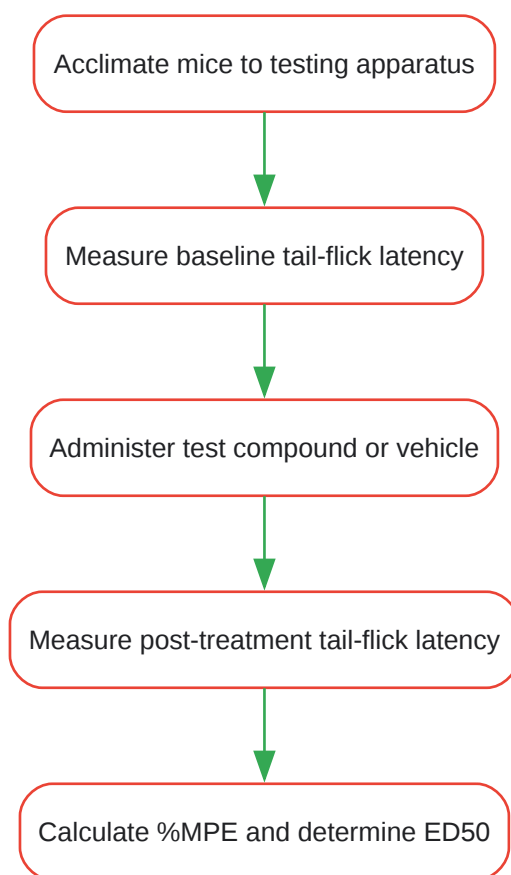 Acclimate mice to testing apparatus
Measure baseline tail-flick latency
Administer test compound or vehicle
Measure post-treatment tail-flick latency
Calculate %MPE and determine ED50